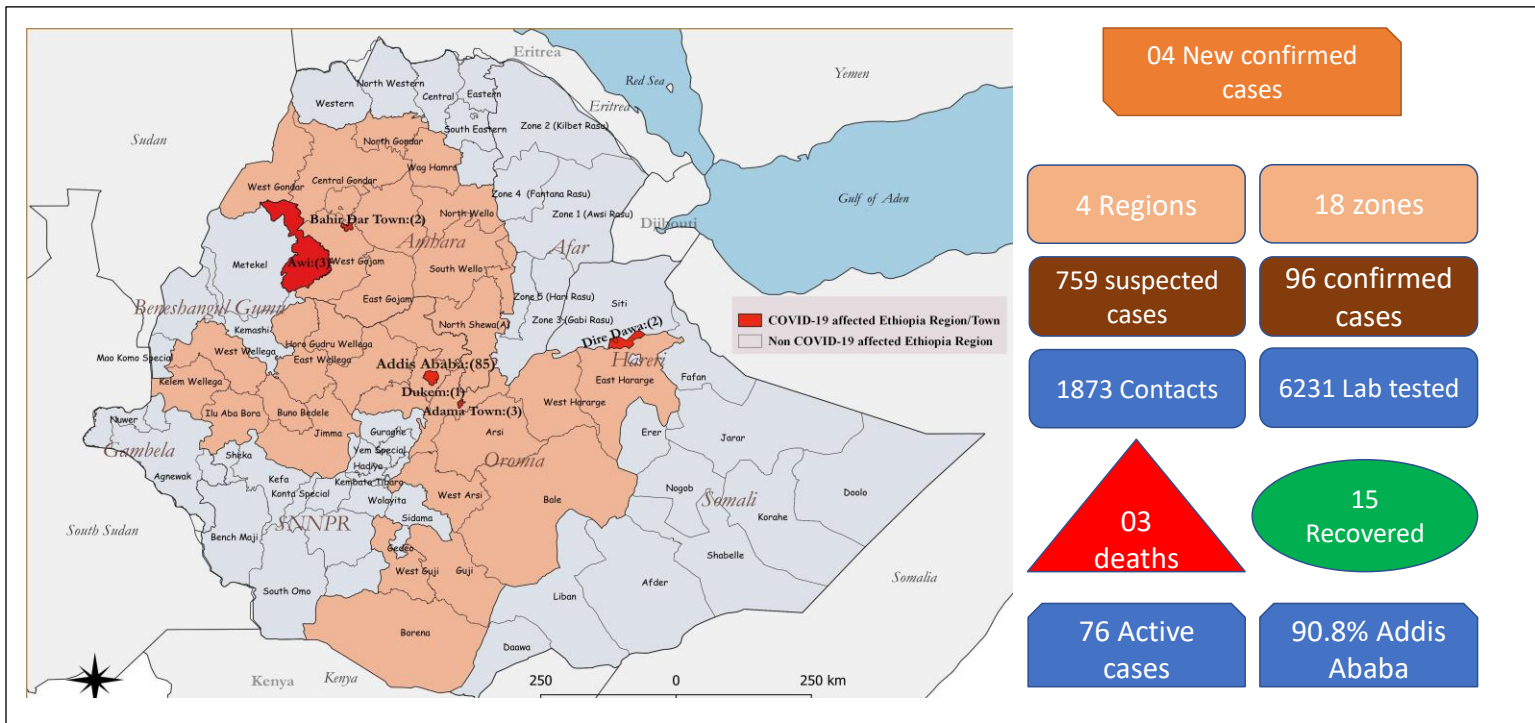 Eritrea
Red Sea
Yemen
North Western
Central
Eastern
Western
Eritrea
South Eastern
Zone 2 (Kilbet Rasu)
Sudan
North Gondar
Wag Hamra
Central Gondar
West Gondar
Zone 4 (Fantana Rasu)
Gulf of Aden
Bahir Dar Town:(2)
North Wello
Zone 1 (Awsi Rasu)
Djibouti
Amhara
Afar
Awi:(3)
West Gojam
Metekel
South Wello
East Gojam
Zone 5 (Hari Rasu)
Siti
Beneshangul Gumu
Kemashi
North Shewa(A)
Zone 3 (Gabi Rasu)
Dire Dawa:(2)
Mao Komo Special
West Wellega
Horo Gudru Wellega
East Wellega
Hareri
Addis Ababa:(85)
Kelem Wellega
East Hararge
Fafan
Dukem:(1)
West Hararge
Adama Town:(3)
Ilu Aba Bora
Buno Bedele
Nuwer
Jimma
Guraghe
Arsi
Erer
Jarar
Gambela
Yem Special
Sheka
Hadiya
Oromia
Agnewak
Kefa
Kembata Tibaro
Konta Special
Wolayita
West Arsi
Bale
Nogob
Somali
Doolo
Korahe
South Sudan
SNNPR
Sidama
Bench Maji
Gedeo
Shabelle
West Guji
Guji
Afder
Somalia
South Omo
Liban
Borena
Daawa
Kenya
Kenya
250
0
250 km
COVID-19 affected Ethiopia Region/Town
Non COVID-19 affected Ethiopia Region
04 New confirmed
cases
4 Regions
18 zones
759 suspected
cases
96 confirmed
cases
1873 Contacts
6231 Lab tested
03
deaths
15
Recovered
76 Active
cases
90.8% Addis
Ababa